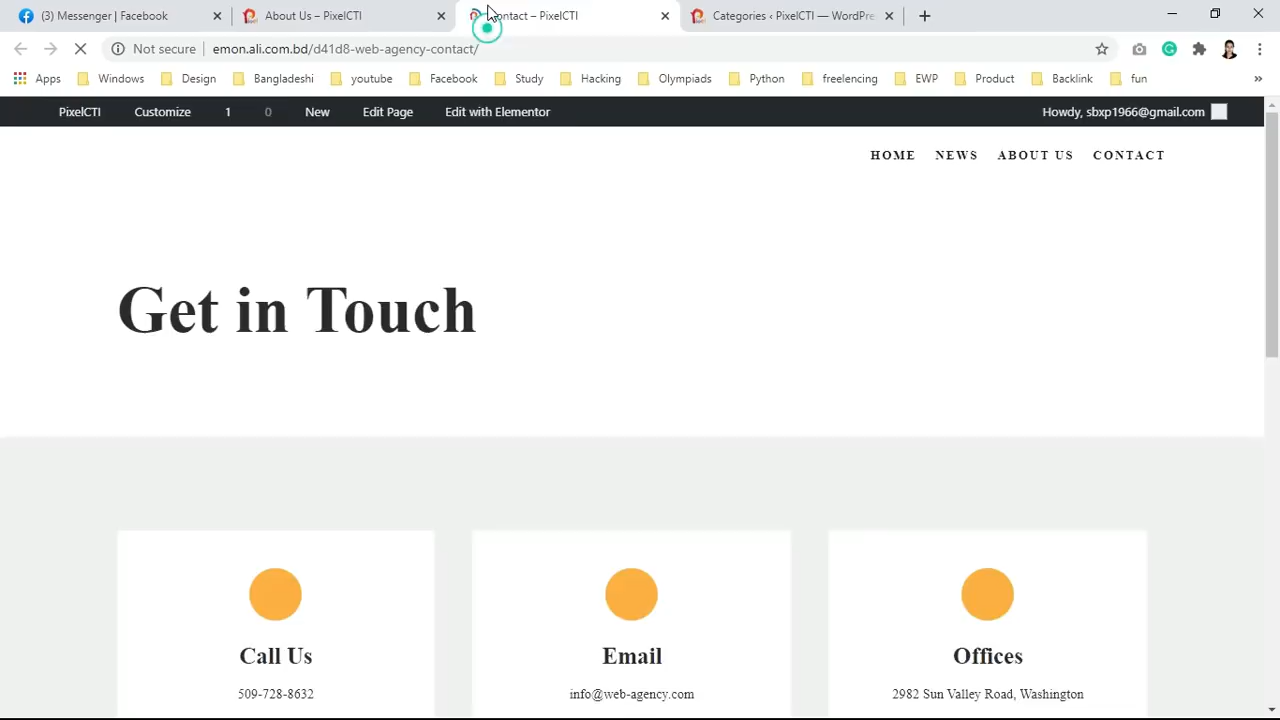 (3) Messenger | Facebook
About Us – PixelCTI
ontact – PixelCTI
Categories ‹ PixelCTI — WordPre
Not secure
emon.ali.com.bd/d41d8-web-agency-contact/
Apps
Windows
Design
Bangladeshi
youtube
Facebook
Study
Hacking
Olympiads
Python
freelencing
EWP
Product
Backlink
fun
»
PixelCTI
Customize
1
0
New
Edit Page
Edit with Elementor
Howdy, sbxp1966@gmail.com
HOME
NEWS
ABOUT US
CONTACT
Get in Touch
Call Us
Email
Offices
509-728-8632
info@web-agency.com
2982 Sun Valley Road, Washington